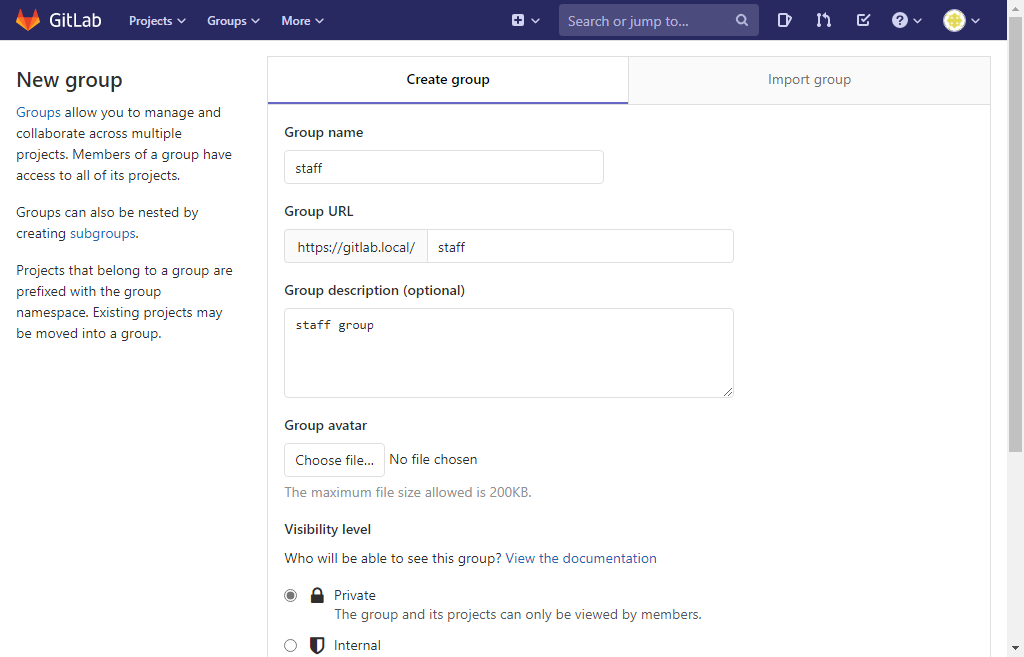 GitLab Projects Groups More Search or jump to...
New group
Groups allow you to manage and
collaborate across multiple
projects. Members of a group have
access to all of its projects.
Groups can also be nested by
creating subgroups.
Projects that belong to a group are
prefixed with the group
namespace. Existing projects may
be moved into a group.
Create group Import group
Group name
staff
Group URL
https://gitlab.local/ staff
Group description (optional)
staff group
Group avatar
Choose file... No file chosen
The maximum file size allowed is 200KB.
Visibility level
Who will be able to see this group? View the documentation
Private
The group and its projects can only be viewed by members.
Internal